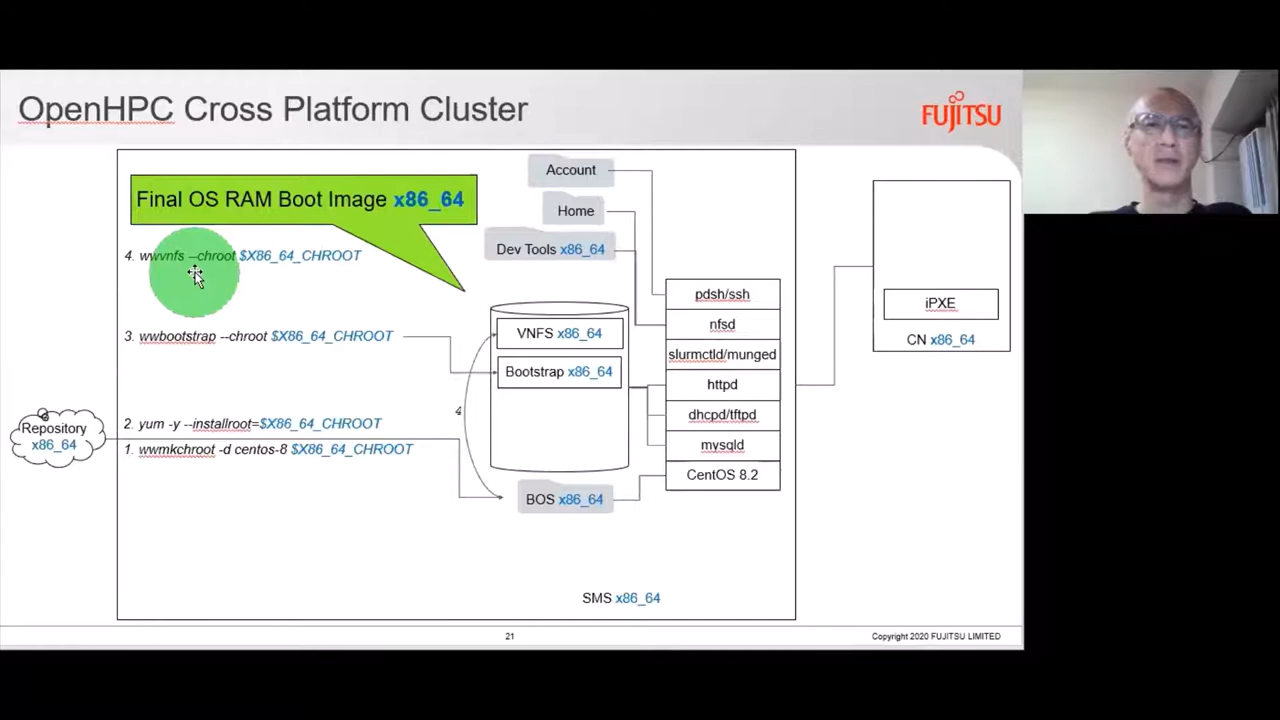 OpenHPC Cross Platform Cluster
FUJITSU
Final OS RAM Boot Image x86_64
4. wwvnfs --chroot $X86_64_CHROOT
3. wwbootstrap --chroot $X86_64_CHROOT
2. yum -y --installroot=$X86_64_CHROOT
1. wwmkchroot -d centos-8 $X86_64_CHROOT
Repository
x86_64
Account
Home
Dev Tools x86_64
VNFS x86_64
Bootstrap x86_64
4
BOS x86_64
pdsh/ssh
nfsd
slurmctld/munged
httpd
dhcpd/tftpd
mysqld
CentOS 8.2
SMS x86_64
iPXE
CN x86_64
21
Copyright 2020 FUJITSU LIMITED